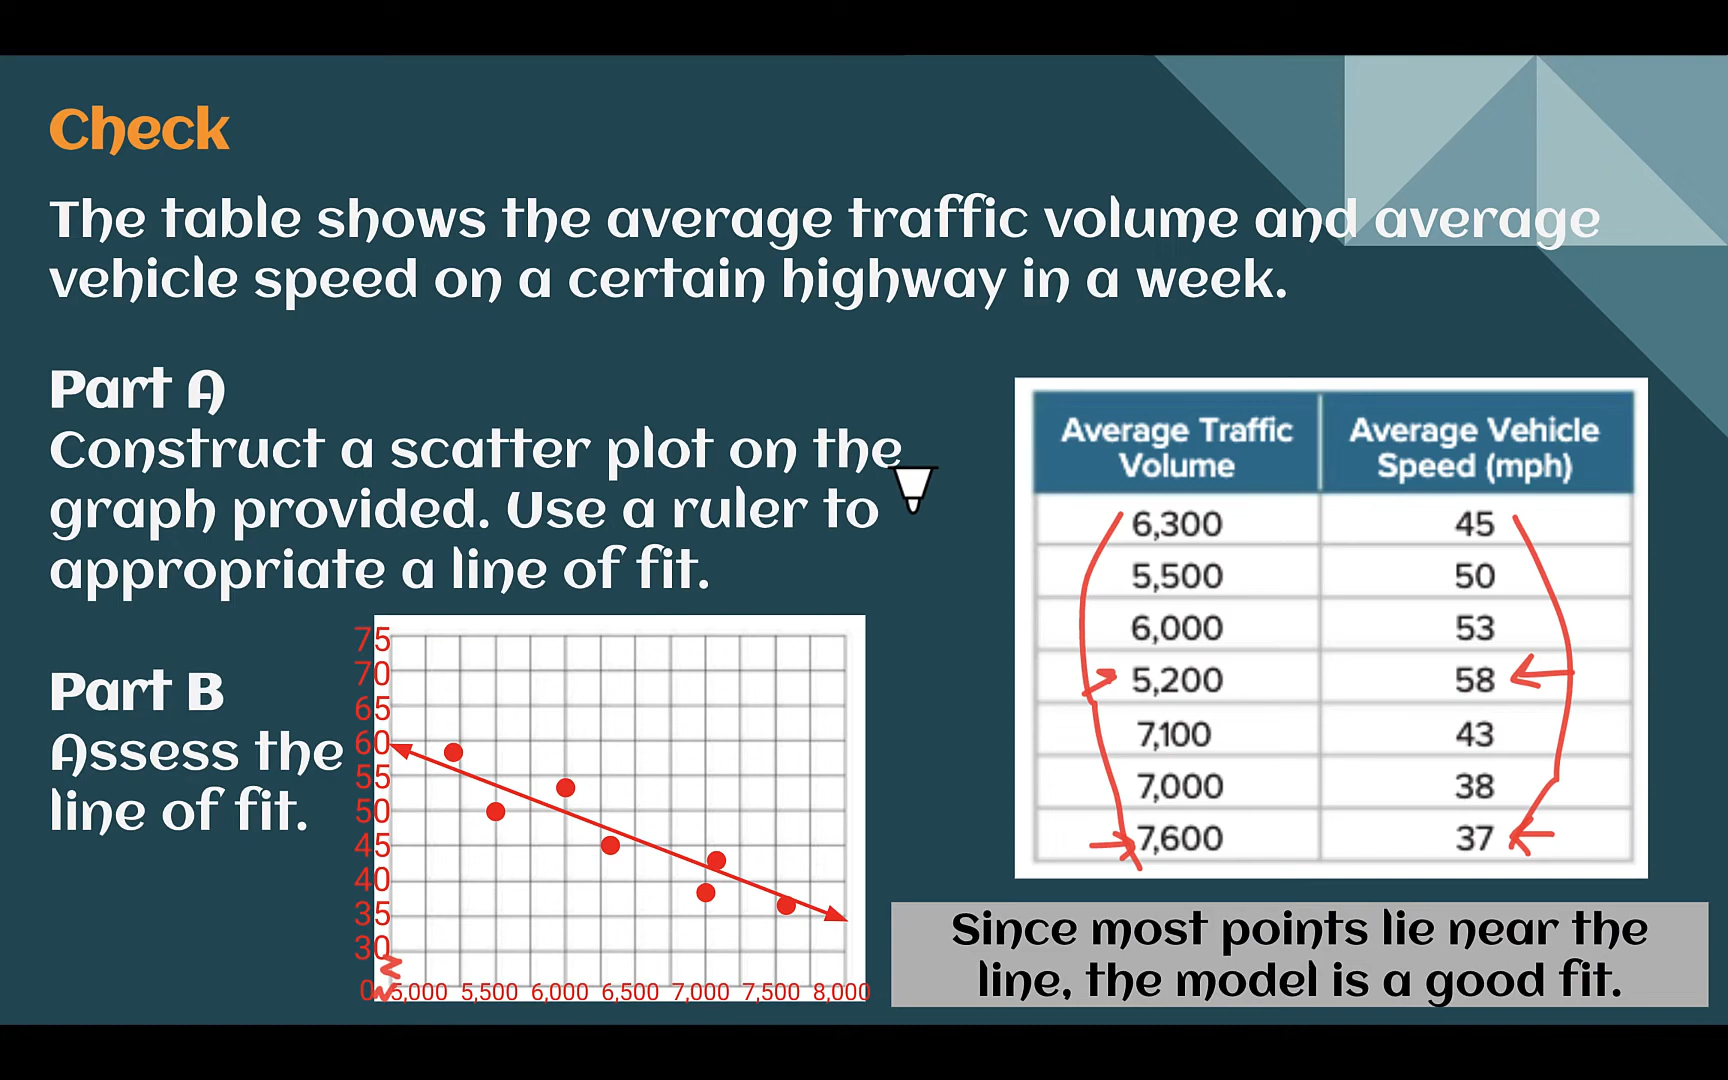 Check
The table shows the average traffic volume and average
vehicle speed on a certain highway in a week.
Part A
Construct a scatter plot on the
graph provided. Use a ruler to
appropriate a line of fit.
Part B
Assess the
line of fit.
75
70
65
60
55
50
45
40
35
30
0
5,000 5,500 6,000 6,500 7,000 7,500 8,000
Average Traffic Volume Average Vehicle Speed (mph)
6,300 45
5,500 50
6,000 53
5,200 58
7,100 43
7,000 38
7,600 37
Since most points lie near the
line, the model is a good fit.